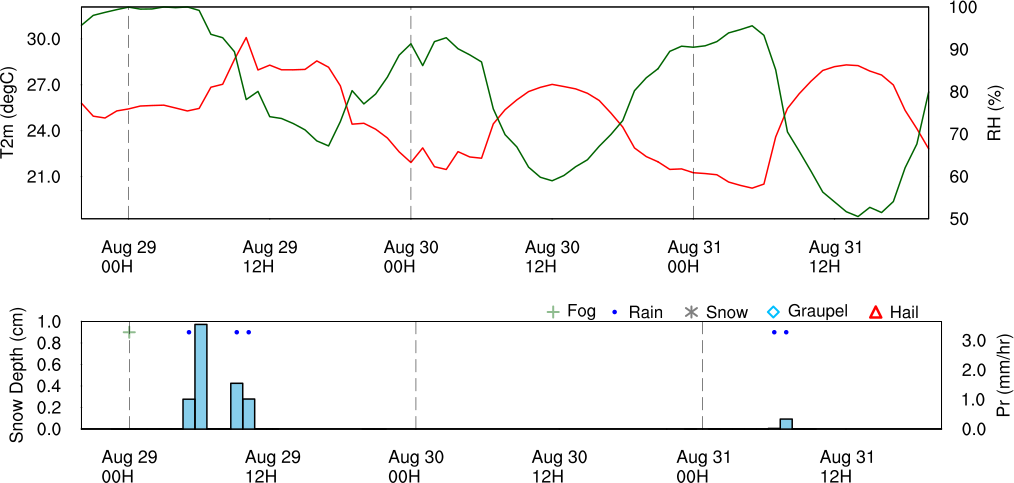 30.0
27.0
24.0
21.0
T2m (degC)
100
90
80
70
60
50
RH (%)
Aug 29 Aug 29 Aug 30 Aug 30 Aug 31 Aug 31
00H 12H 00H 12H 00H 12H
Fog Rain Snow Graupel Hail
1.0
0.8
0.6
0.4
0.2
0.0
Snow Depth (cm)
3.0
2.0
1.0
0.0
Pr (mm/hr)
Aug 29 Aug 29 Aug 30 Aug 30 Aug 31 Aug 31
00H 12H 00H 12H 00H 12H